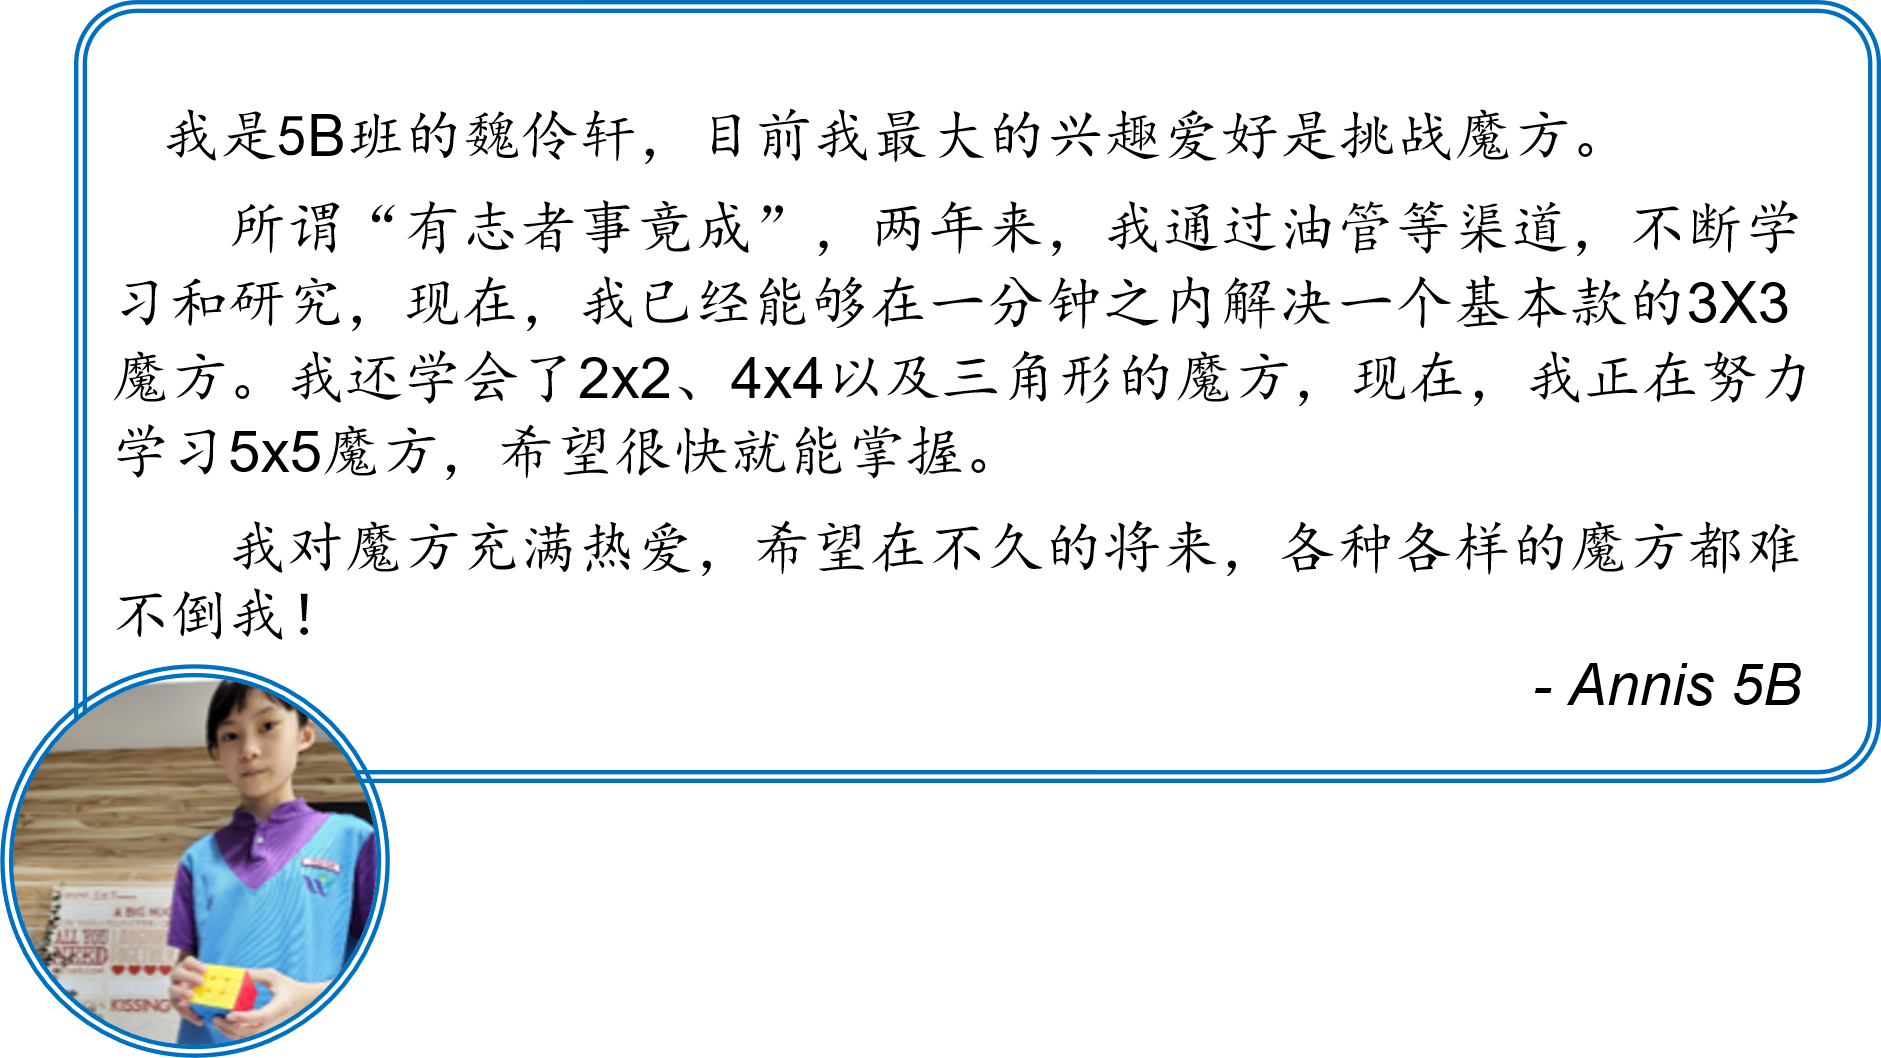 我是5B班的魏伶轩，目前我最大的兴趣爱好是挑战魔方。
所谓“有志者事竟成”，两年来，我通过油管等渠道，不断学
习和研究，现在，我已经能够在一分钟之内解决一个基本款的3X3
魔方。我还学会了2x2、4x4以及三角形的魔方，现在，我正在努力
学习5x5魔方，希望很快就能掌握。
我对魔方充满热爱，希望在不久的将来，各种各样的魔方都难
不倒我！
- Annis 5B
A BIG HUG
ALL YOU
NEED
KISSING